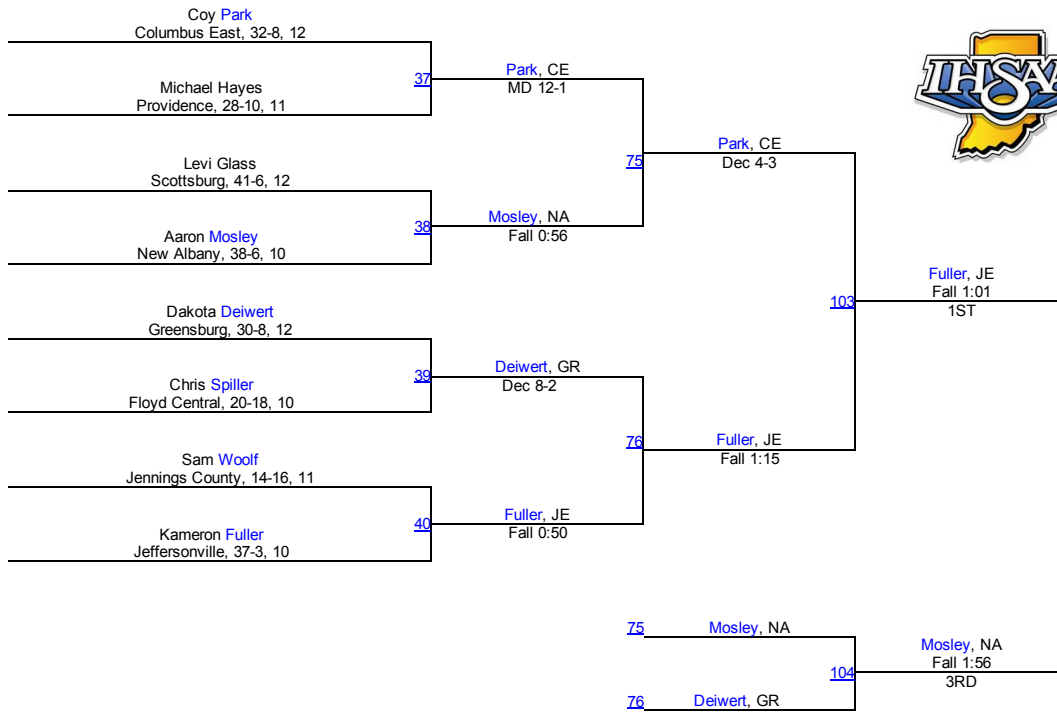 Coy Park
Columbus East, 32-8, 12
37
Michael Hayes
Providence, 28-10, 11
Park, CE
MD 12-1
Levi Glass
Scottsburg, 41-6, 12
38
Aaron Mosley
New Albany, 38-6, 10
Mosley, NA
Fall 0:56
75
Park, CE
Dec 4-3
Dakota Deiwert
Greensburg, 30-8, 12
39
Chris Spiller
Floyd Central, 20-18, 10
Deiwert, GR
Dec 8-2
Sam Woolf
Jennings County, 14-16, 11
40
Kameron Fuller
Jeffersonville, 37-3, 10
Fuller, JE
Fall 0:50
76
Fuller, JE
Fall 1:15
103
Fuller, JE
Fall 1:01
1ST
75
Mosley, NA
76
Deiwert, GR
104
Mosley, NA
Fall 1:56
3RD
IHSAA